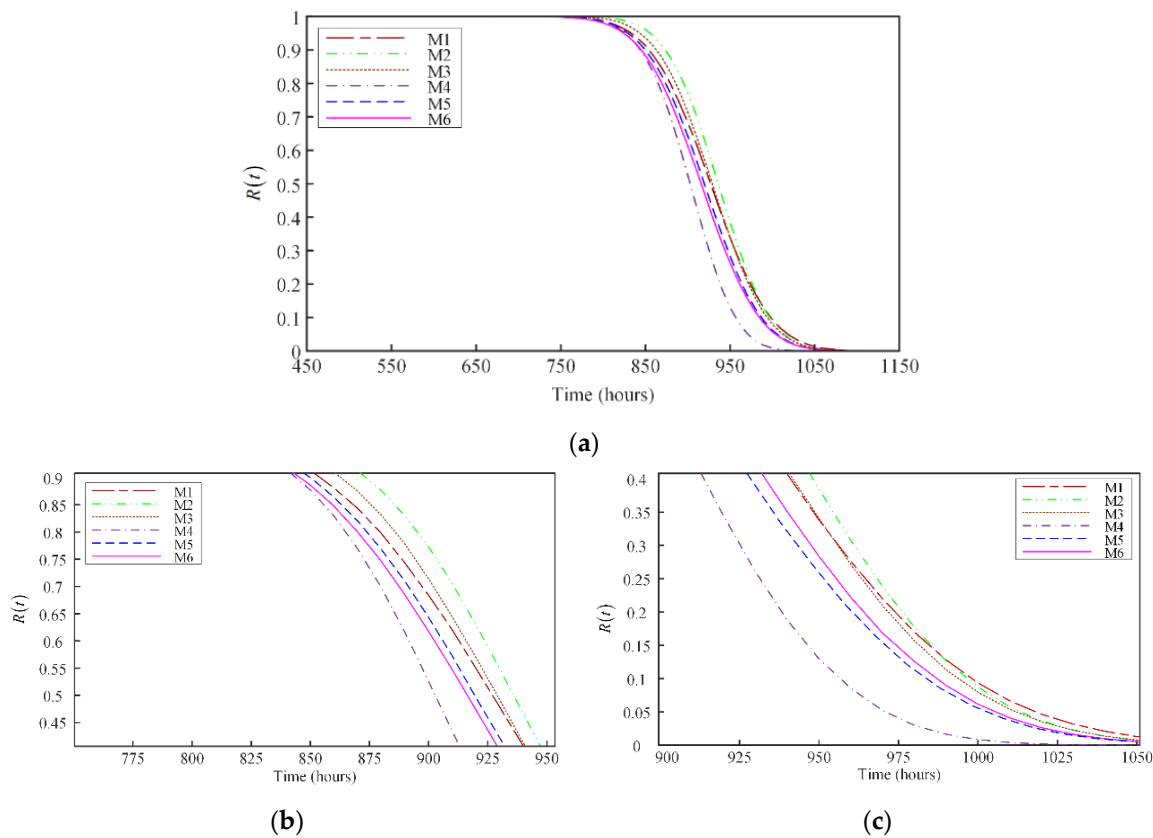 1
0.9
0.8
0.7
0.6
0.5
0.4
0.3
0.2
0.1
0
R(t)
M1
M2
M3
M4
M5
M6
450 550 650 750 850 950 1050 1150
Time (hours)
(a)
0.9
0.85
0.8
0.75
0.7
0.65
0.6
0.55
0.5
0.45
R(t)
M1
M2
M3
M4
M5
M6
775 800 825 850 875 900 925 950
Time (hours)
(b)
0.4
0.35
0.3
0.25
0.2
0.15
0.1
0.05
0
R(t)
M1
M2
M3
M4
M5
M6
900 925 950 975 1000 1025 1050
Time (hours)
(c)